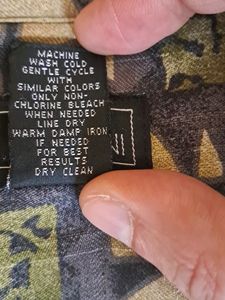 MACHINE
WASH COLD
GENTLE CYCLE
WITH
SIMILAR COLORS
ONLY NON-
CHLORINE BLEACH
WHEN NEEDED
LINE DRY
WARM DAMP IRON
IF NEEDED
FOR BEST
RESULTS
DRY CLEAN